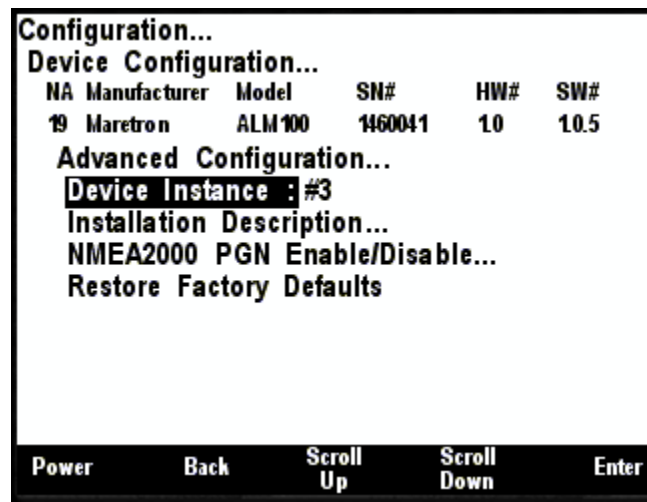 Configuration...
Device Configuration...
NA Manufacturer Model SN# HW# SW#
19 Maretron ALM100 1460041 1.0 1.0.5
Advanced Configuration...
Device Instance : #3
Installation Description...
NMEA2000 PGN Enable/Disable...
Restore Factory Defaults
Power Back Scroll Up Scroll Down Enter